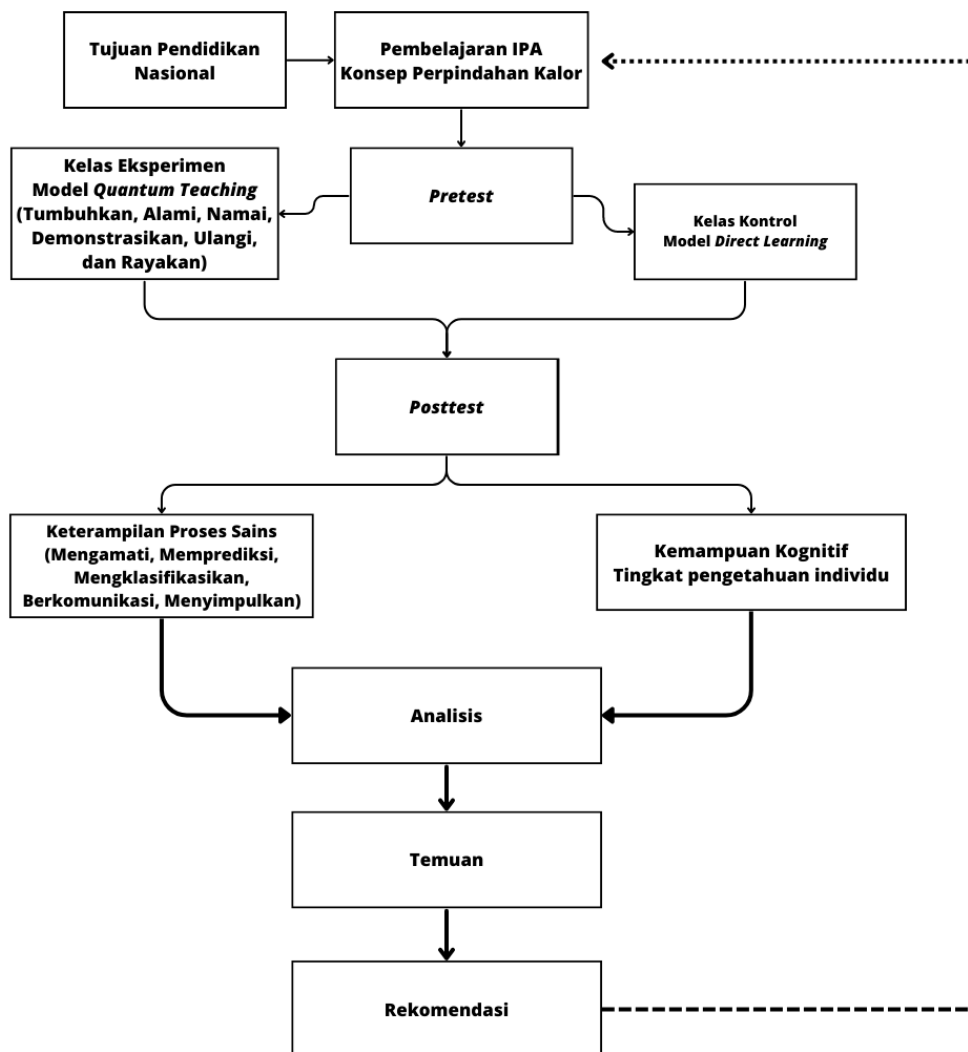 Tujuan Pendidikan
Nasional
Pembelajaran IPA
Konsep Perpindahan Kalor
Kelas Eksperimen
Model Quantum Teaching
(Tumbuhkan, Alami, Namai,
Demonstrasikan, Ulangi,
dan Rayakan)
Pretest
Kelas Kontrol
Model Direct Learning
Posttest
Keterampilan Proses Sains
(Mengamati, Memprediksi,
Mengklasifikasikan,
Berkomunikasi, Menyimpulkan)
Kemampuan Kognitif
Tingkat pengetahuan individu
Analisis
Temuan
Rekomendasi